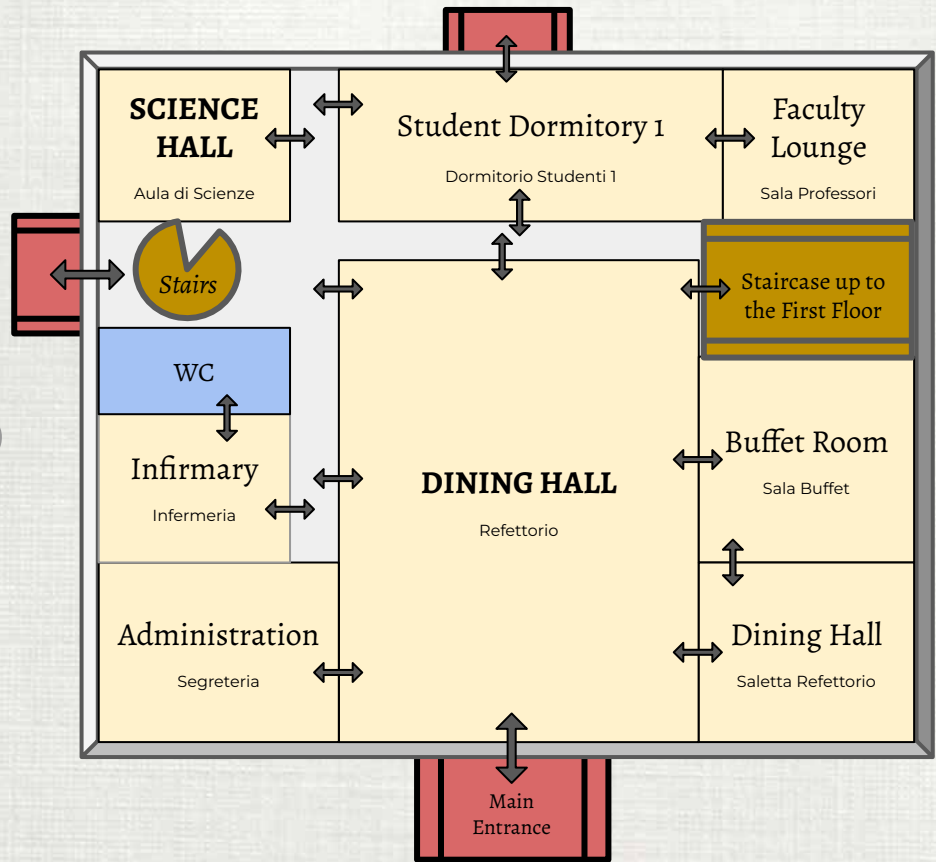 SCIENCE
HALL
Aula di Scienze
Student Dormitory 1
Dormitorio Studenti 1
Faculty
Lounge
Sala Professori
Stairs
Staircase up to
the First Floor
WC
Infirmary
Infermeria
DINING HALL
Refettorio
Buffet Room
Sala Buffet
Administration
Segreteria
Dining Hall
Saletta Refettorio
Main
Entrance